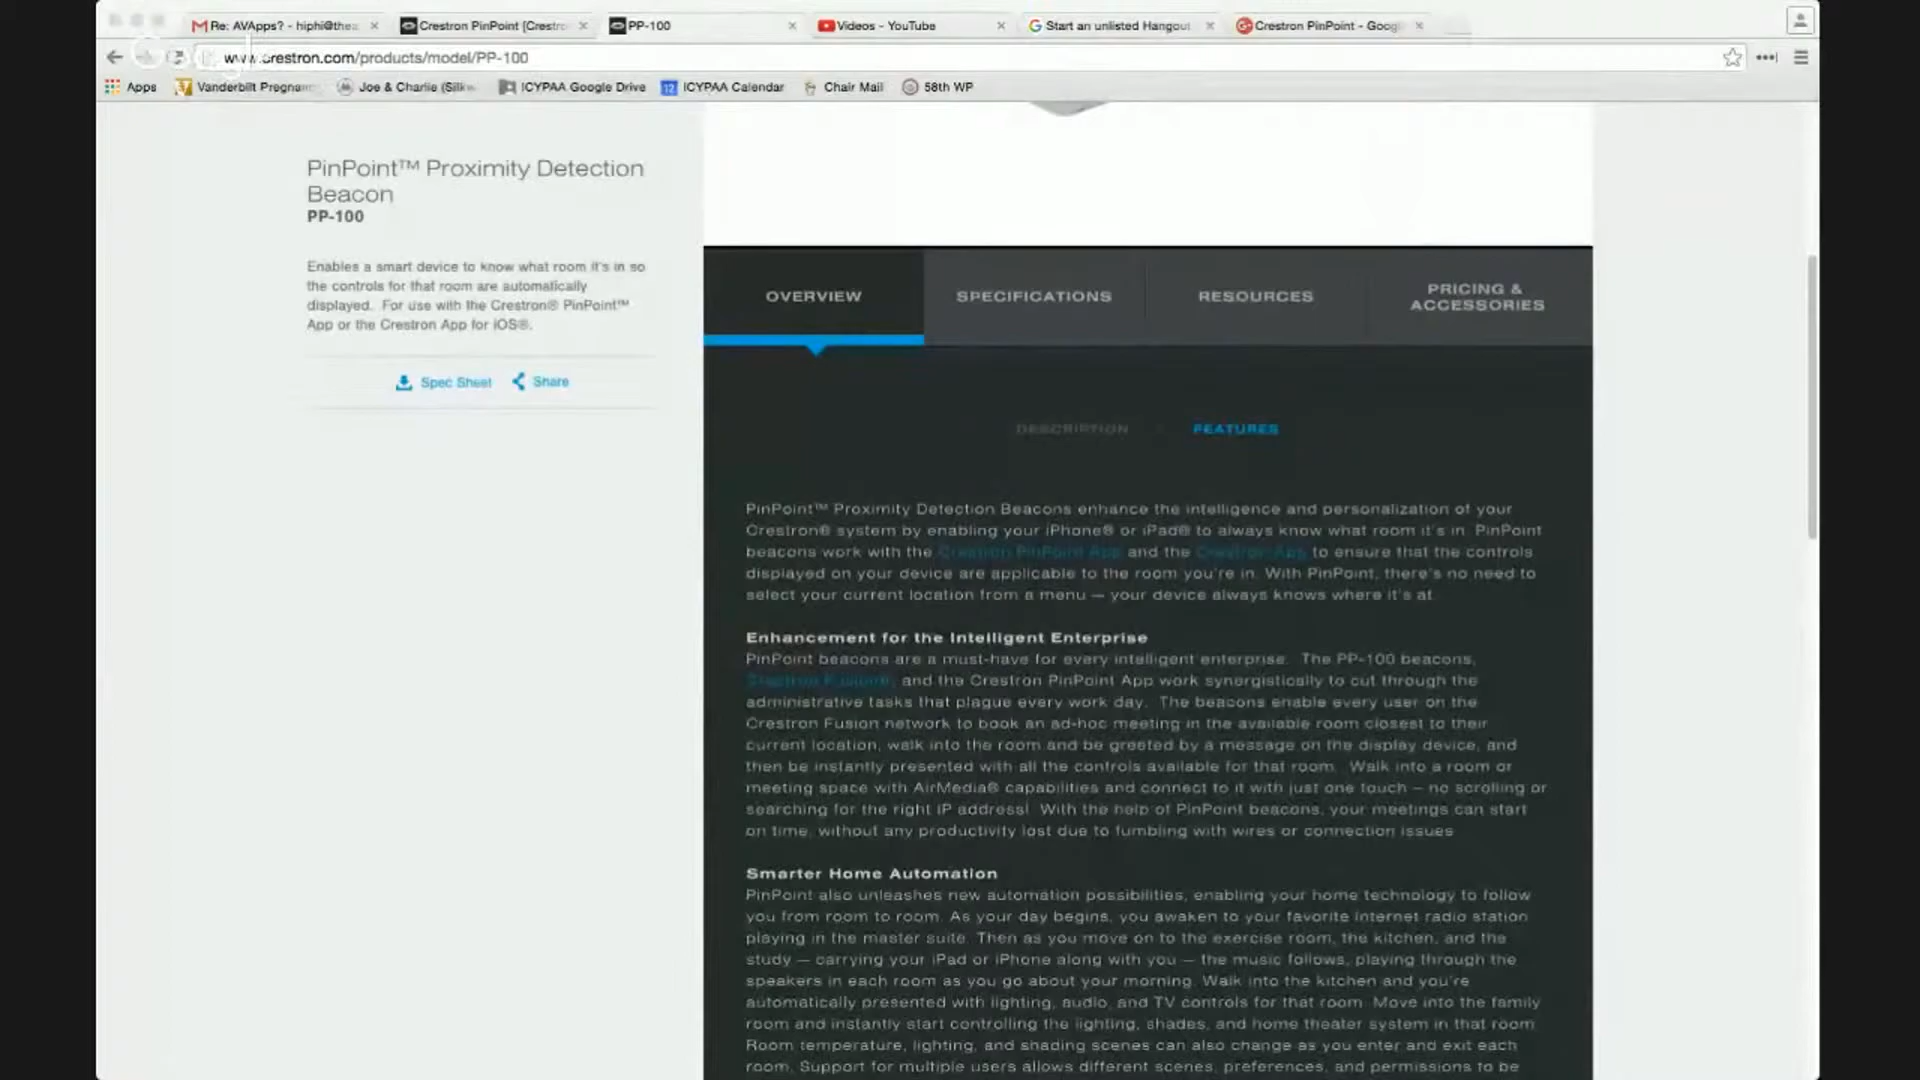 Re: AVApps? - hiphi@thea
Crestron PinPoint [Crestro
PP-100
Videos - YouTube
Start an unlisted Hangout
Crestron PinPoint - Goog
www.crestron.com/products/model/PP-100
Apps
Vanderbilt Pregnan
Joe & Charlie (Silk
ICYPAA Google Drive
12 ICYPAA Calendar
Chair Mail
58th WP
PinPoint™ Proximity Detection
Beacon
PP-100
Enables a smart device to know what room it's in so
the controls for that room are automatically
displayed. For use with the Crestron® PinPoint™
App or the Crestron App for iOS®.
Spec Sheet
Share
OVERVIEW
SPECIFICATIONS
RESOURCES
PRICING &
ACCESSORIES
DESCRIPTION
FEATURES
PinPoint™ Proximity Detection Beacons enhance the intelligence and personalization of your
Crestron® system by enabling your iPhone® or iPad® to always know what room it's in. PinPoint
beacons work with the Crestron PinPoint App and the Crestron App to ensure that the controls
displayed on your device are applicable to the room you're in. With PinPoint, there's no need to
select your current location from a menu — your device always knows where it's at.
Enhancement for the Intelligent Enterprise
PinPoint beacons are a must-have for every intelligent enterprise. The PP-100 beacons,
Crestron Fusion®, and the Crestron PinPoint App work synergistically to cut through the
administrative tasks that plague every work day. The beacons enable every user on the
Crestron Fusion network to book an ad-hoc meeting in the available room closest to their
current location, walk into the room and be greeted by a message on the display device, and
then be instantly presented with all the controls available for that room. Walk into a room or
meeting space with AirMedia® capabilities and connect to it with just one touch – no scrolling or
searching for the right IP address! With the help of PinPoint beacons, your meetings can start
on time, without any productivity lost due to fumbling with wires or connection issues.
Smarter Home Automation
PinPoint also unleashes new automation possibilities, enabling your home technology to follow
you from room to room. As your day begins, you awaken to your favorite Internet radio station
playing in the master suite. Then as you move on to the exercise room, the kitchen, and the
study — carrying your iPad or iPhone along with you — the music follows, playing through the
speakers in each room as you go about your morning. Walk into the kitchen and you're
automatically presented with lighting, audio, and TV controls for that room. Move into the family
room and instantly start controlling the lighting, shades, and home theater system in that room.
Room temperature, lighting, and shading scenes can also change as you enter and exit each
room. Support for multiple users allows different scenes, preferences, and permissions to be